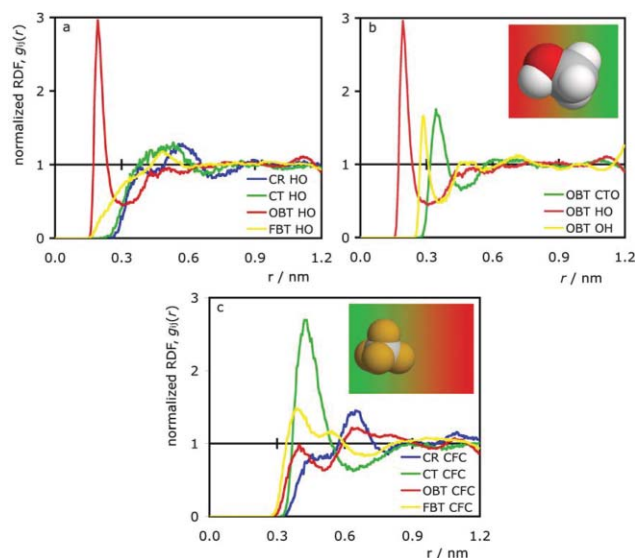 a
normalized RDF, gij(r)
3
2
1
0
CR HO
CT HO
OBT HO
FBT HO
0.0 0.3 0.6 0.9 1.2
r / nm
b
3
2
1
0
OBT CTO
OBT HO
OBT OH
0.0 0.3 0.6 0.9 1.2
r / nm
c
normalized RDF, gij(r)
3
2
1
0
CR CFC
CT CFC
OBT CFC
FBT CFC
0.0 0.3 0.6 0.9 1.2
r / nm